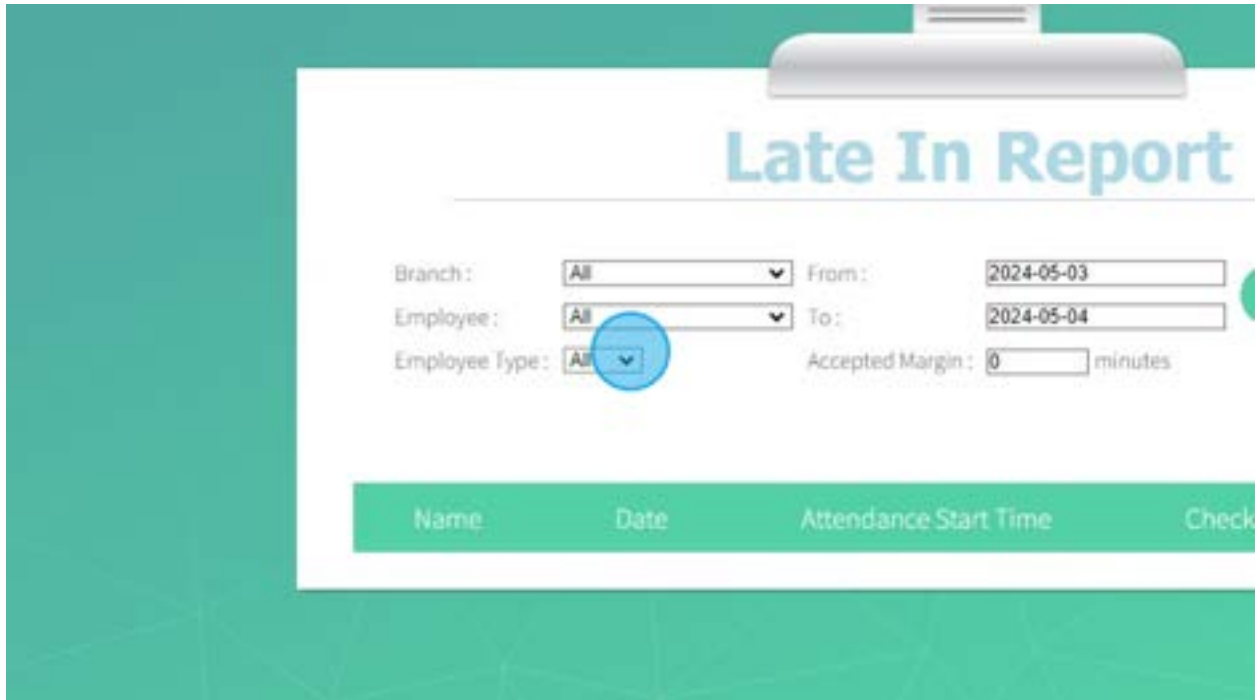 Late In Report
Branch : All From : 2024-05-03
Employee : All To : 2024-05-04
Employee Type : All Accepted Margin : 0 minutes
Name Date Attendance Start Time Check